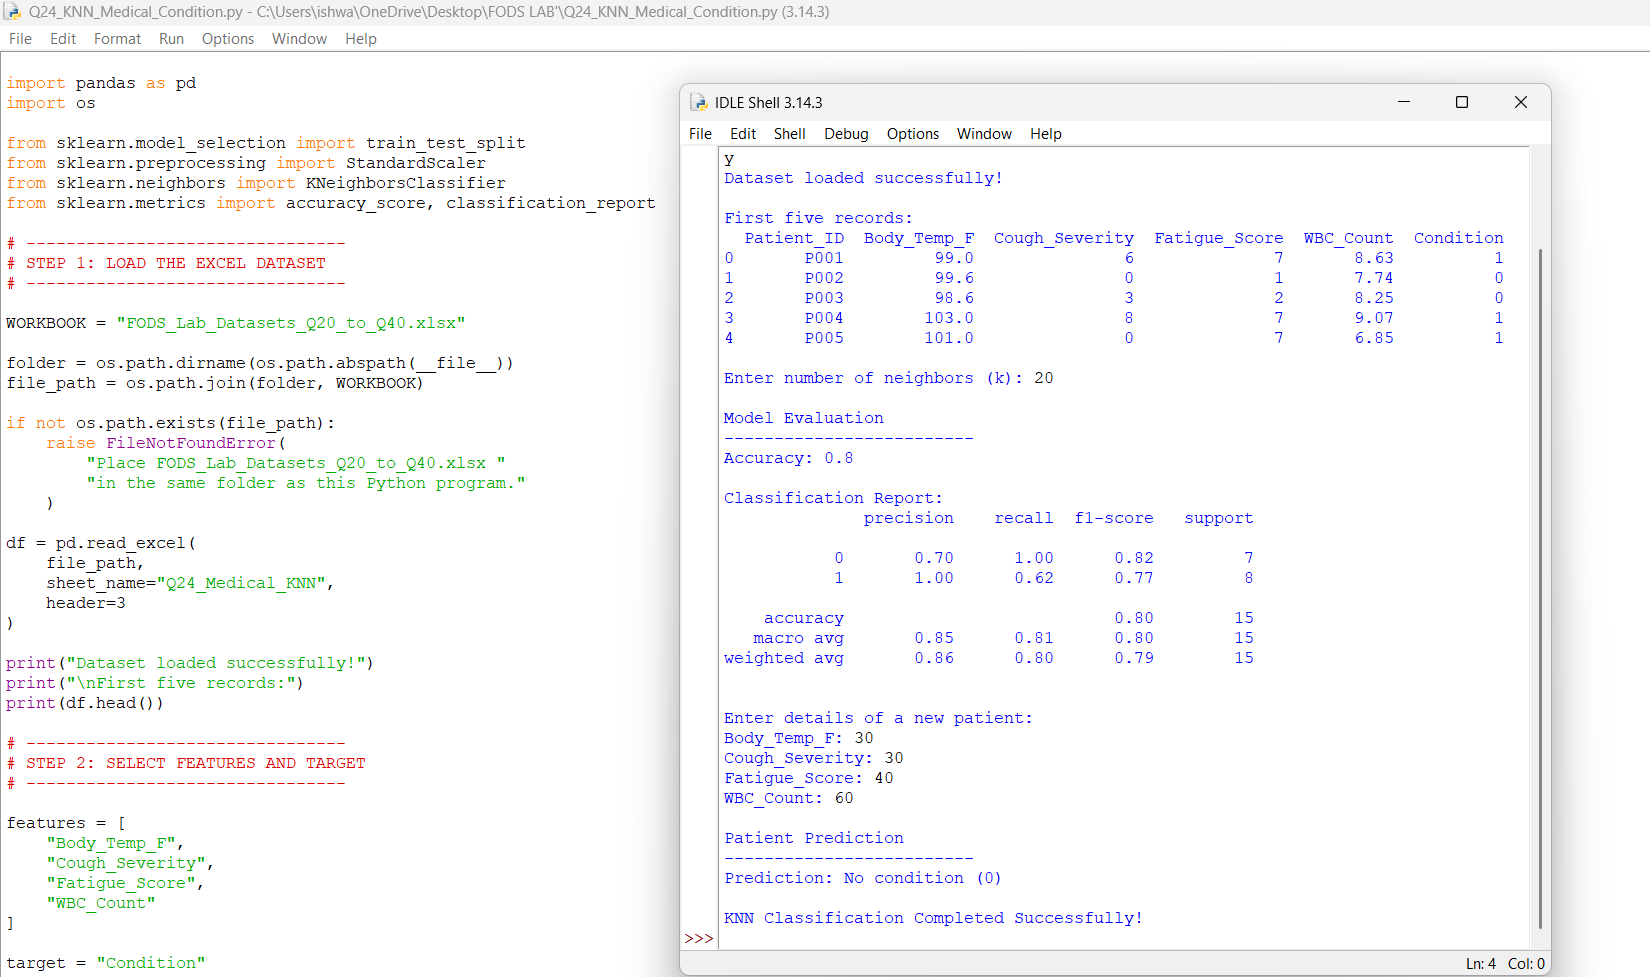 Q24_KNN_Medical_Condition.py - C:\Users\ishwa\OneDrive\Desktop\FODS LAB'\Q24_KNN_Medical_Condition.py (3.14.3)
File Edit Format Run Options Window Help
import pandas as pd
import os

from sklearn.model_selection import train_test_split
from sklearn.preprocessing import StandardScaler
from sklearn.neighbors import KNeighborsClassifier
from sklearn.metrics import accuracy_score, classification_report

# --------------------------------
# STEP 1: LOAD THE EXCEL DATASET
# --------------------------------

WORKBOOK = "FODS_Lab_Datasets_Q20_to_Q40.xlsx"

folder = os.path.dirname(os.path.abspath(__file__))
file_path = os.path.join(folder, WORKBOOK)

if not os.path.exists(file_path):
    raise FileNotFoundError(
        "Place FODS_Lab_Datasets_Q20_to_Q40.xlsx "
        "in the same folder as this Python program."
    )

df = pd.read_excel(
    file_path,
    sheet_name="Q24_Medical_KNN",
    header=3
)

print("Dataset loaded successfully!")
print("\nFirst five records:")
print(df.head())

# --------------------------------
# STEP 2: SELECT FEATURES AND TARGET
# --------------------------------

features = [
    "Body_Temp_F",
    "Cough_Severity",
    "Fatigue_Score",
    "WBC_Count"
]

target = "Condition"
IDLE Shell 3.14.3
File Edit Shell Debug Options Window Help
y
Dataset loaded successfully!

First five records:
  Patient_ID  Body_Temp_F  Cough_Severity  Fatigue_Score  WBC_Count  Condition
0       P001         99.0               6              7       8.63          1
1       P002         99.6               0              1       7.74          0
2       P003         98.6               3              2       8.25          0
3       P004        103.0               8              7       9.07          1
4       P005        101.0               0              7       6.85          1

Enter number of neighbors (k): 20

Model Evaluation
-------------------------
Accuracy: 0.8

Classification Report:
              precision    recall  f1-score   support

           0       0.70      1.00      0.82         7
           1       1.00      0.62      0.77         8

    accuracy                           0.80        15
   macro avg       0.85      0.81      0.80        15
weighted avg       0.86      0.80      0.79        15

Enter details of a new patient:
Body_Temp_F: 30
Cough_Severity: 30
Fatigue_Score: 40
WBC_Count: 60

Patient Prediction
-------------------------
Prediction: No condition (0)

KNN Classification Completed Successfully!
>>>
Ln: 4 Col: 0